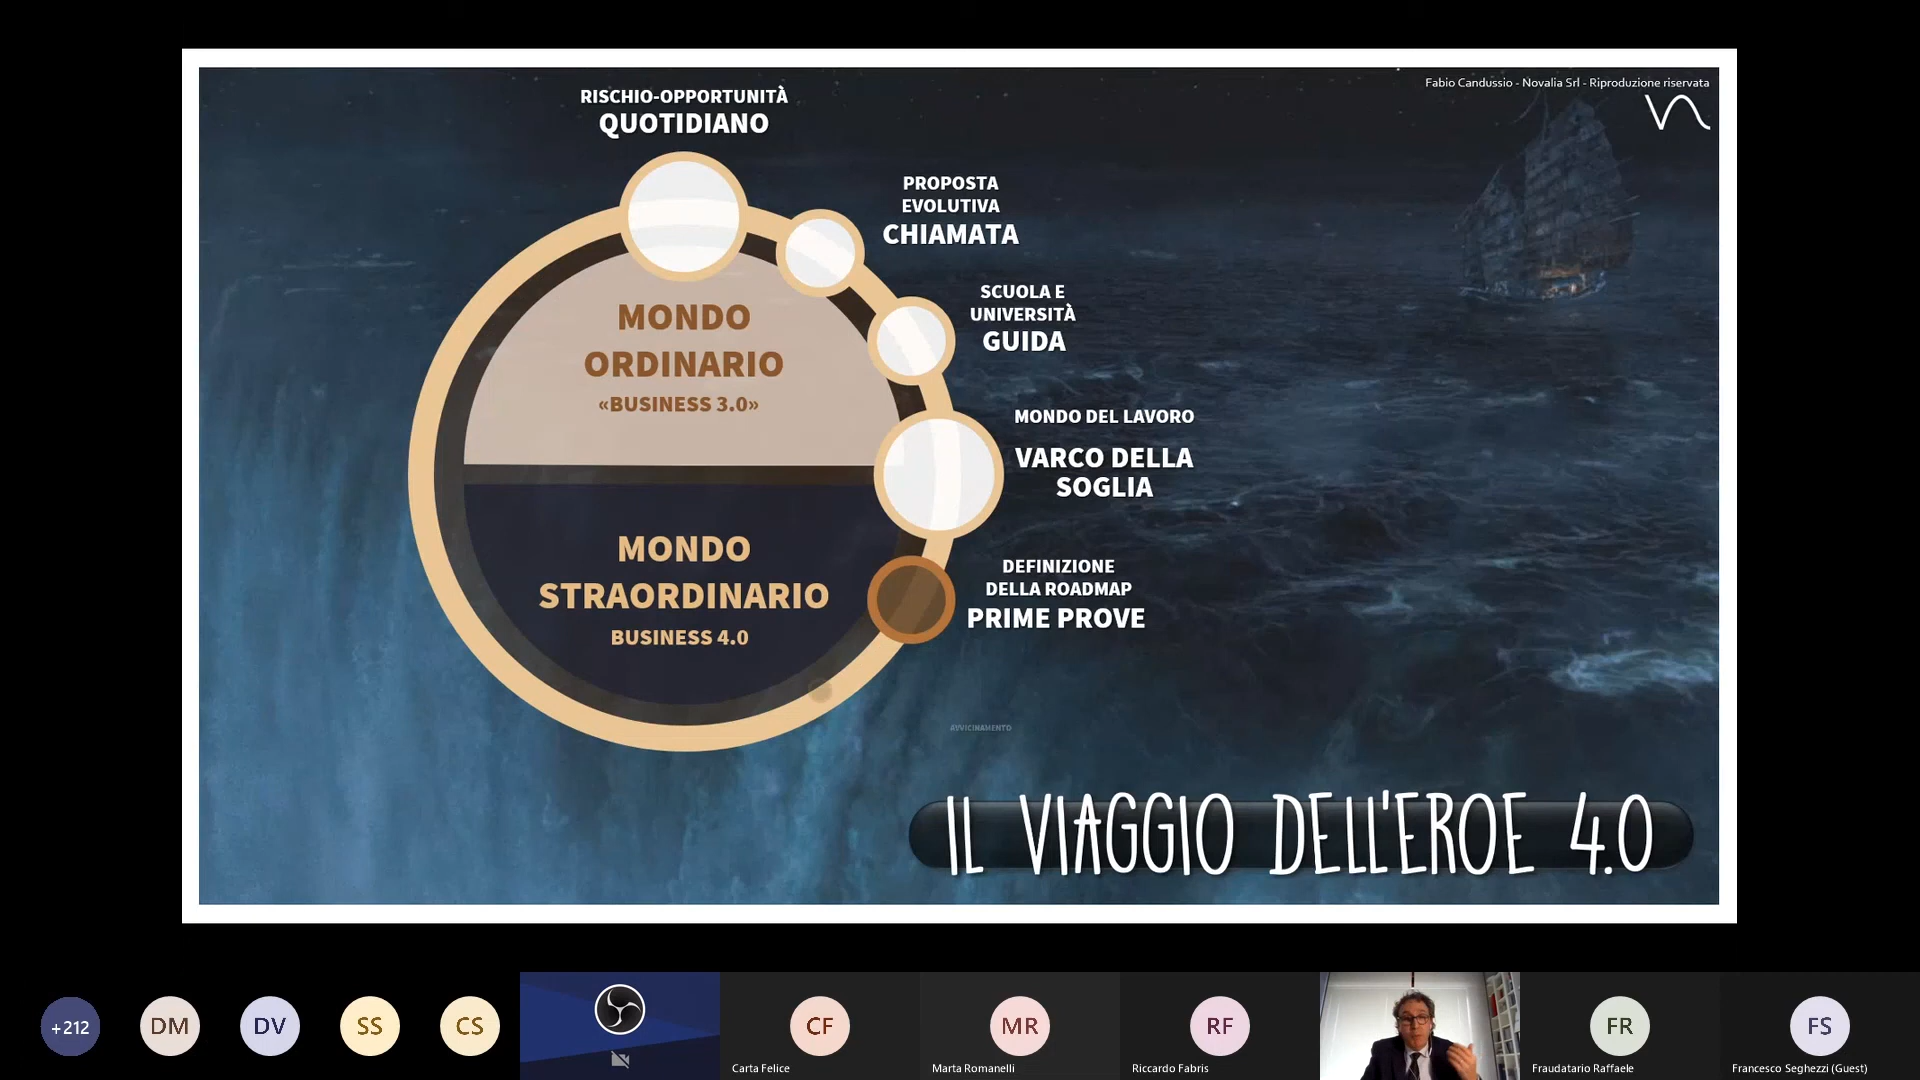 Fabio Candussio - Novalia Srl - Riproduzione riservata
RISCHIO-OPPORTUNITÀ
QUOTIDIANO
PROPOSTA
EVOLUTIVA
CHIAMATA
SCUOLA E
UNIVERSITÀ
GUIDA
MONDO
ORDINARIO
«BUSINESS 3.0»
MONDO DEL LAVORO
VARCO DELLA
SOGLIA
MONDO
STRAORDINARIO
BUSINESS 4.0
DEFINIZIONE
DELLA ROADMAP
PRIME PROVE
AVVICINAMENTO
IL VIAGGIO DELL'EROE 4.0
+212
DM
DV
SS
CS
CF
Carta Felice
MR
Marta Romanelli
RF
Riccardo Fabris
FR
Fraudatario Raffaele
FS
Francesco Seghezzi (Guest)